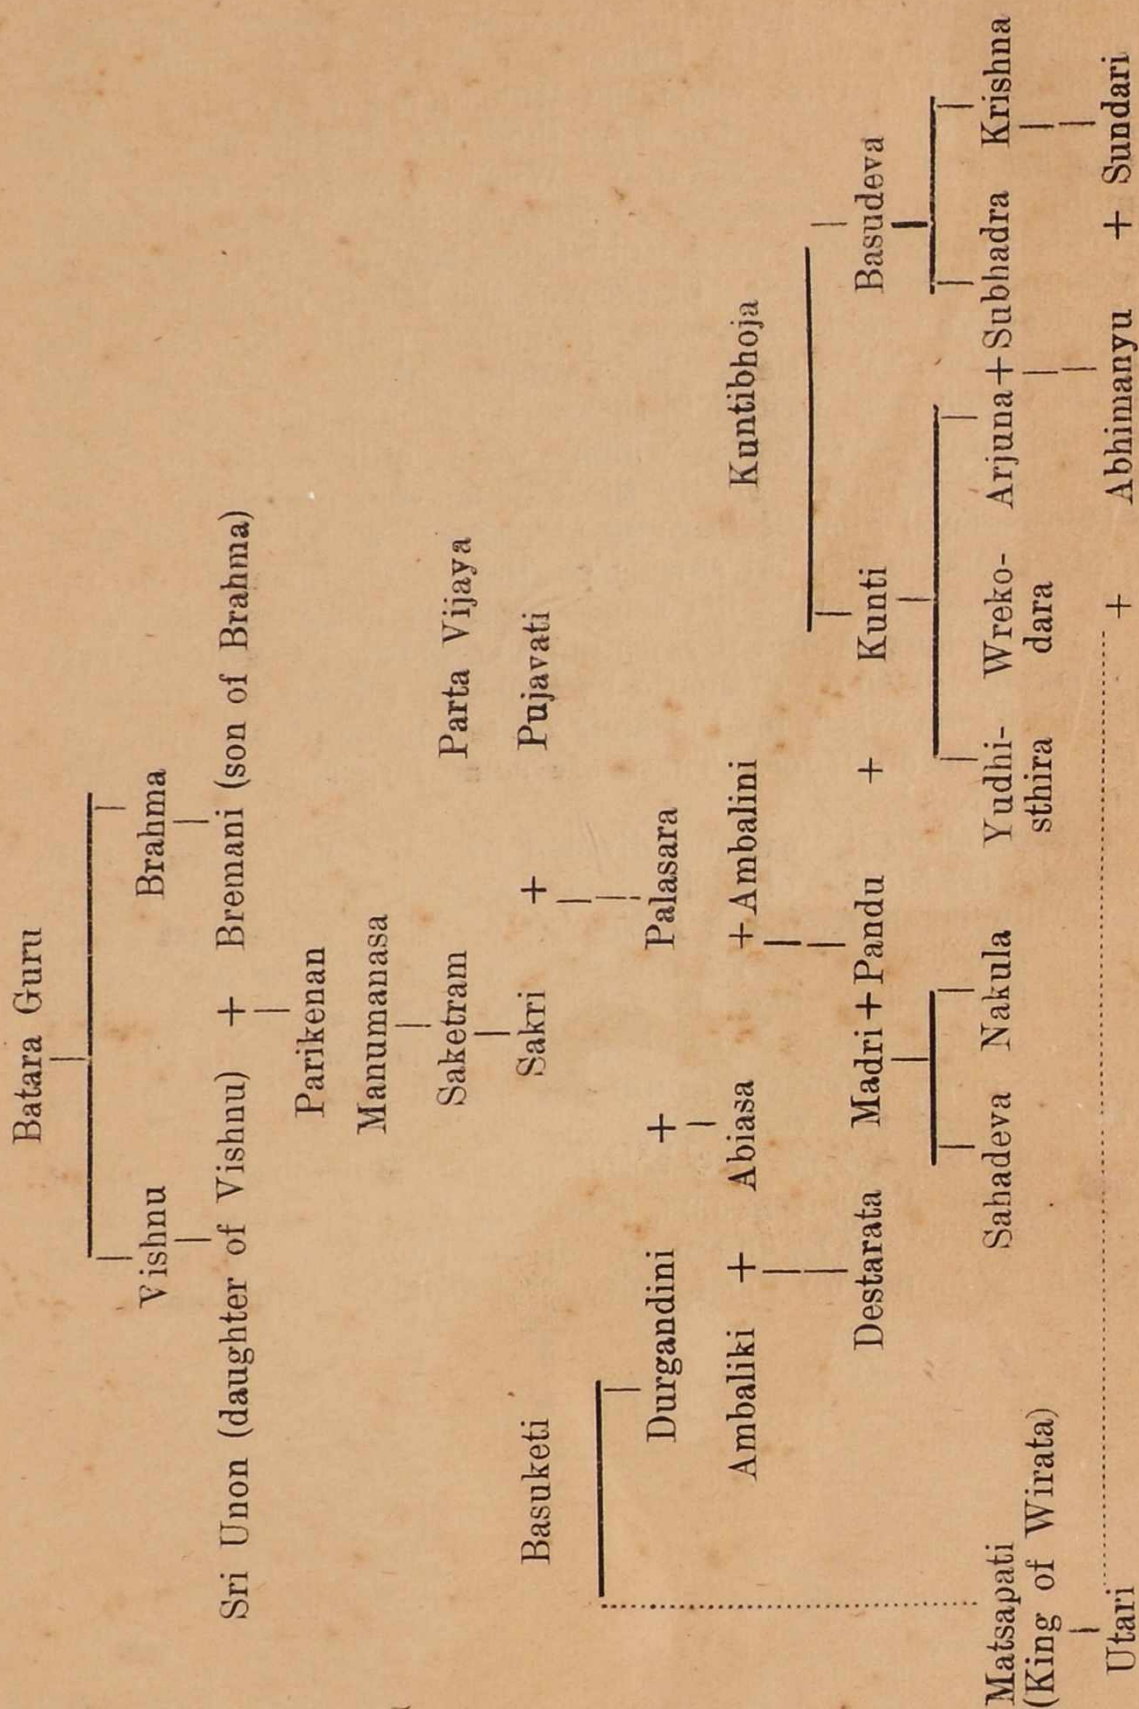 Batara Guru
Vishnu Brahma
Sri Unon (daughter of Vishnu) + Bremani (son of Brahma)
Parikenan
Manumanasa
Saketram Parta Vijaya
Basuketi Sakri + Pujavati
Durgandini + Palasara
Ambaliki + Abiasa + Ambalini Kuntibhoja
Destarata Madri + Pandu + Kunti Basudeva
Matsapati Sahadeva Nakula Yudhi- Wreko- Arjuna + Subhadra Krishna
(King of Wirata) sthira dara
Utari + Abhimanyu + Sundari